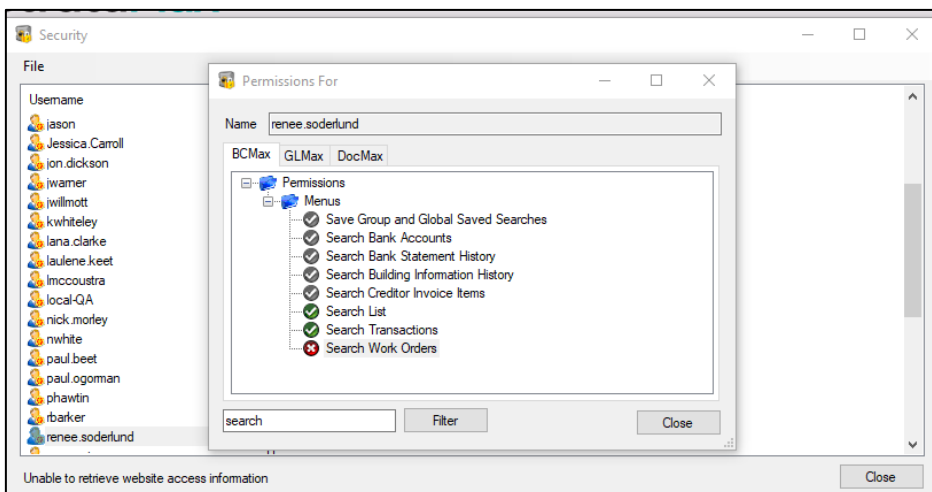 Security
File
Username
jason
Jessica.Carroll
jon.dickson
jwarner
jwillmott
kwhiteley
lana.clarke
laulene.keet
lmccoustra
local-QA
nick.morley
nwhite
paul.beet
paul.ogorman
phawtin
rbarker
renee.soderlund
Permissions For
Name renee.soderlund
BCMax GLMax DocMax
Permissions
Menus
Save Group and Global Saved Searches
Search Bank Accounts
Search Bank Statement History
Search Building Information History
Search Creditor Invoice Items
Search List
Search Transactions
Search Work Orders
search Filter Close
Unable to retrieve website access information Close